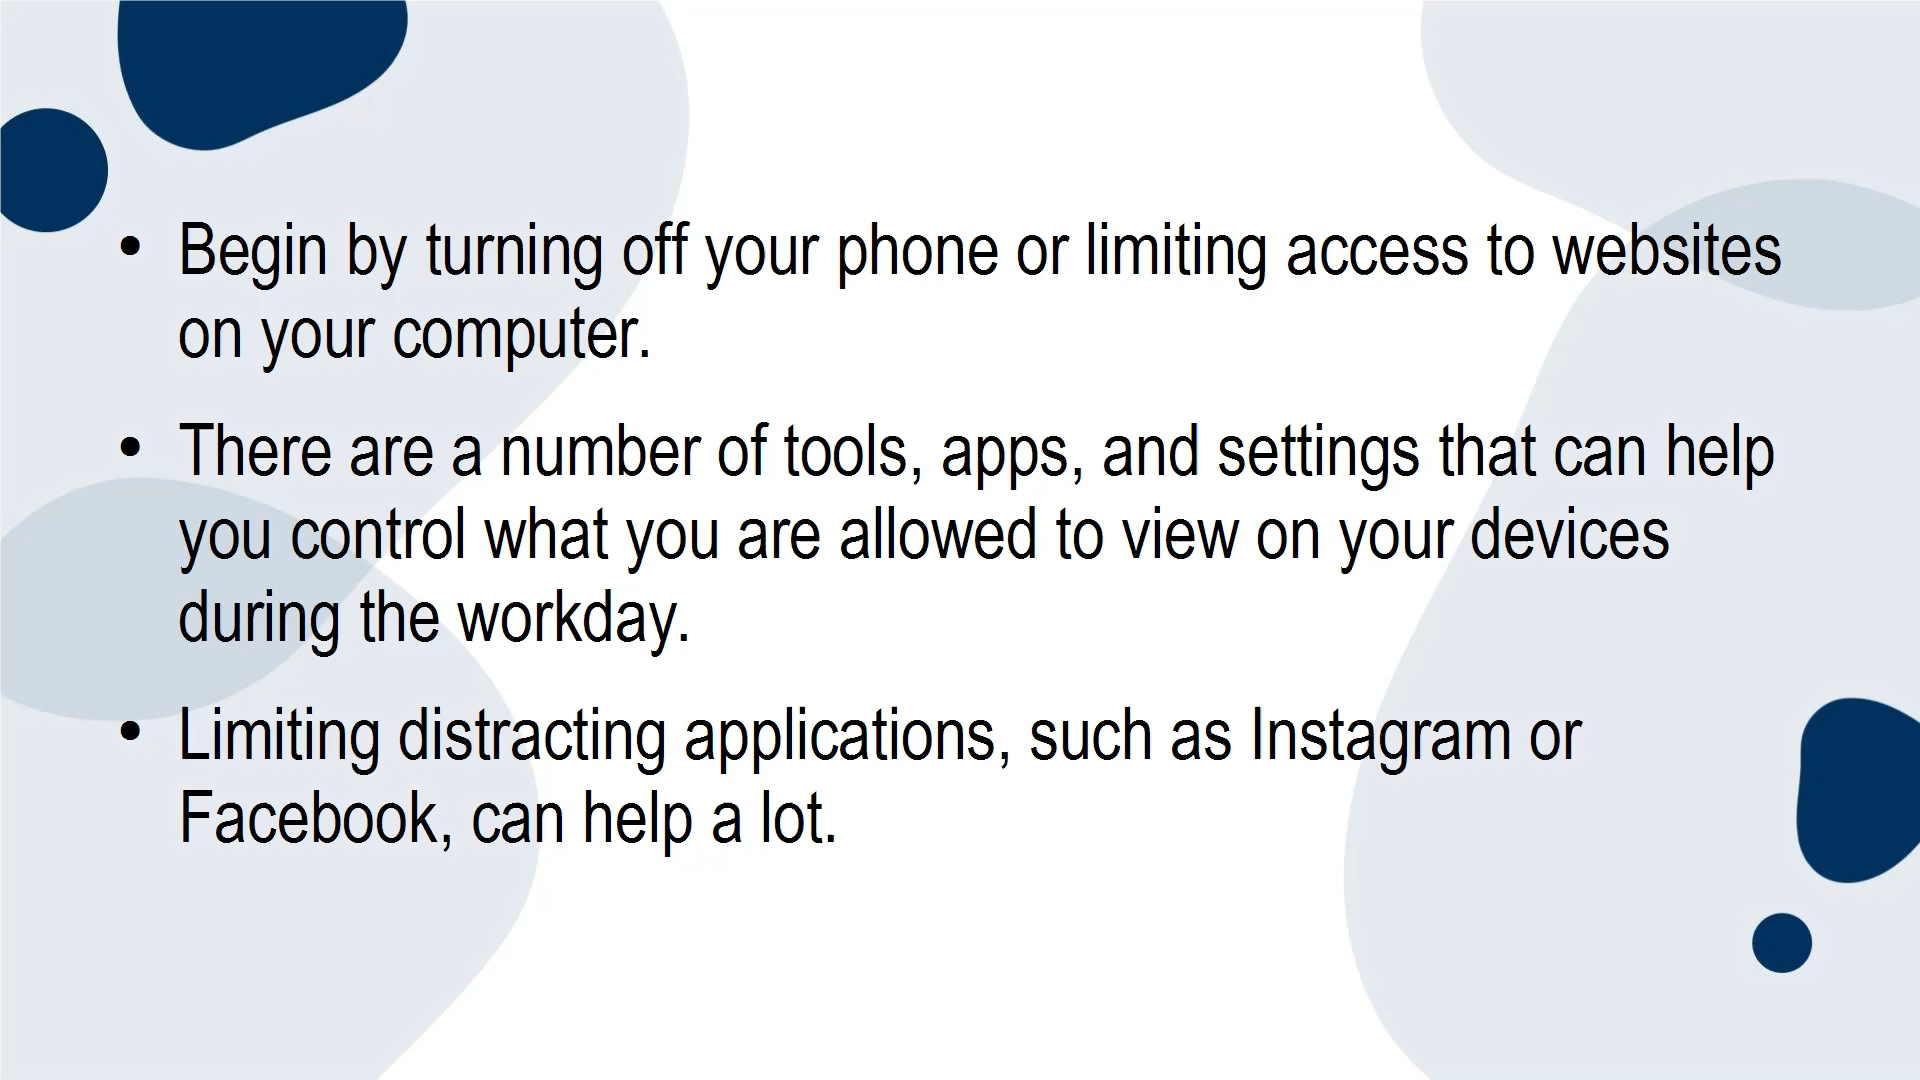 • Begin by turning off your phone or limiting access to websites
on your computer.
• There are a number of tools, apps, and settings that can help
you control what you are allowed to view on your devices
during the workday.
• Limiting distracting applications, such as Instagram or
Facebook, can help a lot.